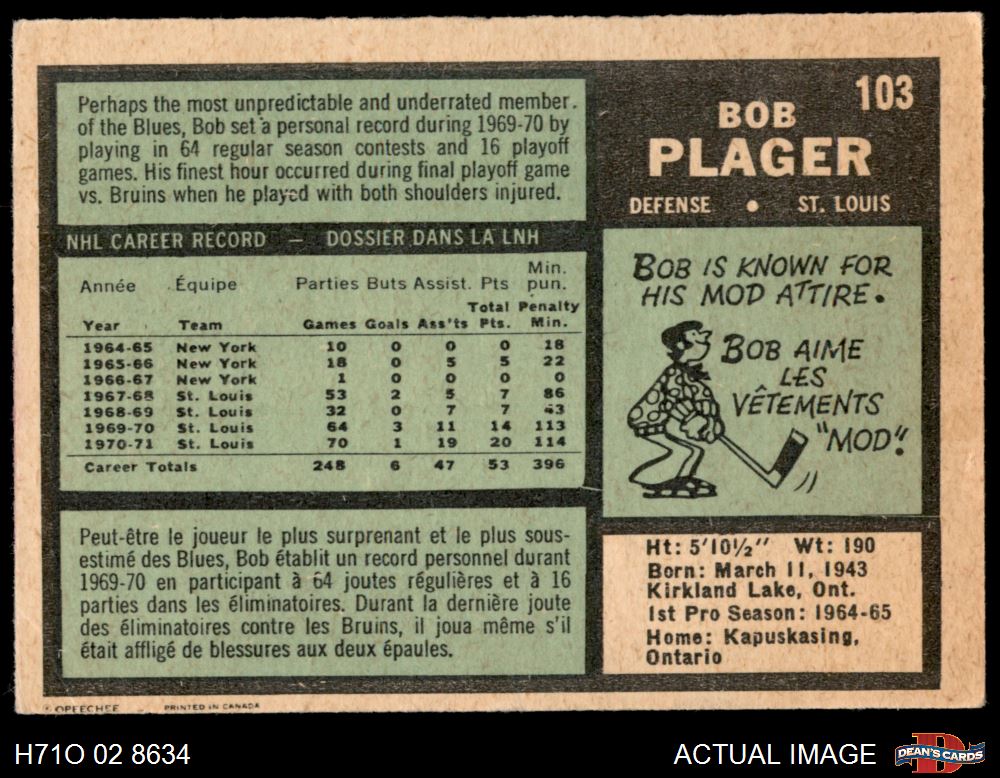 103
BOB
PLAGER
DEFENSE • ST. LOUIS
Perhaps the most unpredictable and underrated member.
of the Blues, Bob set a personal record during 1969-70 by
playing in 64 regular season contests and 16 playoff
games. His finest hour occurred during final playoff game
vs. Bruins when he played with both shoulders injured.
NHL CAREER RECORD — DOSSIER DANS LA LNH
Année Équipe Parties Buts Assist. Pts Min. pun.
Year Team Games Goals Ass'ts Total Pts. Penalty Min.
1964-65 New York 10 0 0 0 18
1965-66 New York 18 0 5 5 22
1966-67 New York 1 0 0 0 0
1967-68 St. Louis 53 2 5 7 86
1968-69 St. Louis 32 0 7 7 43
1969-70 St. Louis 64 3 11 14 113
1970-71 St. Louis 70 1 19 20 114
Career Totals 248 6 47 53 396
Peut-être le joueur le plus surprenant et le plus sous-
estimé des Blues, Bob établit un record personnel durant
1969-70 en participant à 64 joutes régulières et à 16
parties dans les éliminatoires. Durant la dernière joute
des éliminatoires contre les Bruins, il joua même s'il
était affligé de blessures aux deux épaules.
BOB IS KNOWN FOR
HIS MOD ATTIRE.
BOB AIME
LES
VÊTEMENTS
"MOD".
Ht: 5'10½" Wt: 190
Born: March 11, 1943
Kirkland Lake, Ont.
1st Pro Season: 1964-65
Home: Kapuskasing,
Ontario
© OPEECHEE PRINTED IN CANADA
H71O 02 8634
ACTUAL IMAGE
D
DEAN'S CARDS